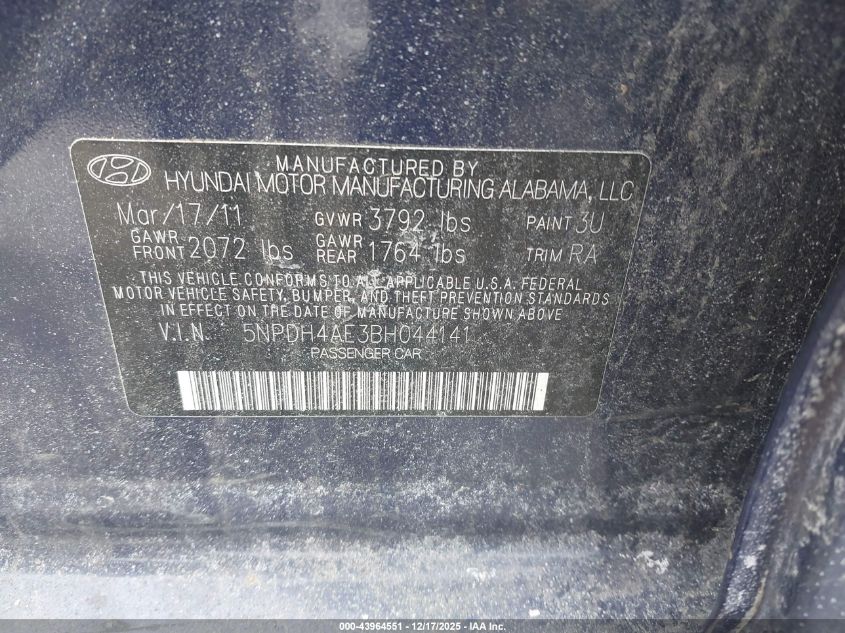 MANUFACTURED BY
HYUNDAI MOTOR MANUFACTURING ALABAMA, LLC
Mar/17/11 GVWR 3792 lbs PAINT 3U
GAWR FRONT 2072 lbs GAWR REAR 1764 lbs TRIM RA
THIS VEHICLE CONFORMS TO ALL APPLICABLE U.S.A. FEDERAL
MOTOR VEHICLE SAFETY, BUMPER, AND THEFT PREVENTION STANDARDS
IN EFFECT ON THE DATE OF MANUFACTURE SHOWN ABOVE
V.I.N. 5NPDH4AE3BH044141
PASSENGER CAR
000-43964551 - 12/17/2025 - IAA Inc.